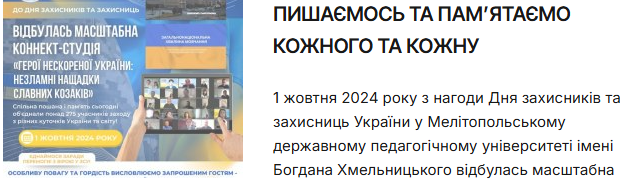 ДО ДНЯ ЗАХИСНИКІВ ТА ЗАХИСНИЦЬ
ВІДБУЛАСЬ МАСШТАБНА
КОННЕКТ-СТУДІЯ
«ГЕРОЇ НЕСКОРЕНОЇ УКРАЇНИ:
НЕЗЛАМНІ НАЩАДКИ
СЛАВНИХ КОЗАКІВ»
Спільна пошана і пам'ять сьогодні
об'єднали понад 275 учасників заходу
з різних куточків України та світу!
1 ЖОВТНЯ 2024 РОКУ
ОСОБЛИВУ ПОВАГУ ТА ГОРДІСТЬ ВИСЛОВЛЮЄМО ЗАПРОШЕНИМ ГОСТЯМ -
ПИШАЄМОСЬ ТА ПАМ’ЯТАЄМО
КОЖНОГО ТА КОЖНУ
1 жовтня 2024 року з нагоди Дня захисників та
захисниць України у Мелітопольському
державному педагогічному університеті імені
Богдана Хмельницького відбулась масштабна